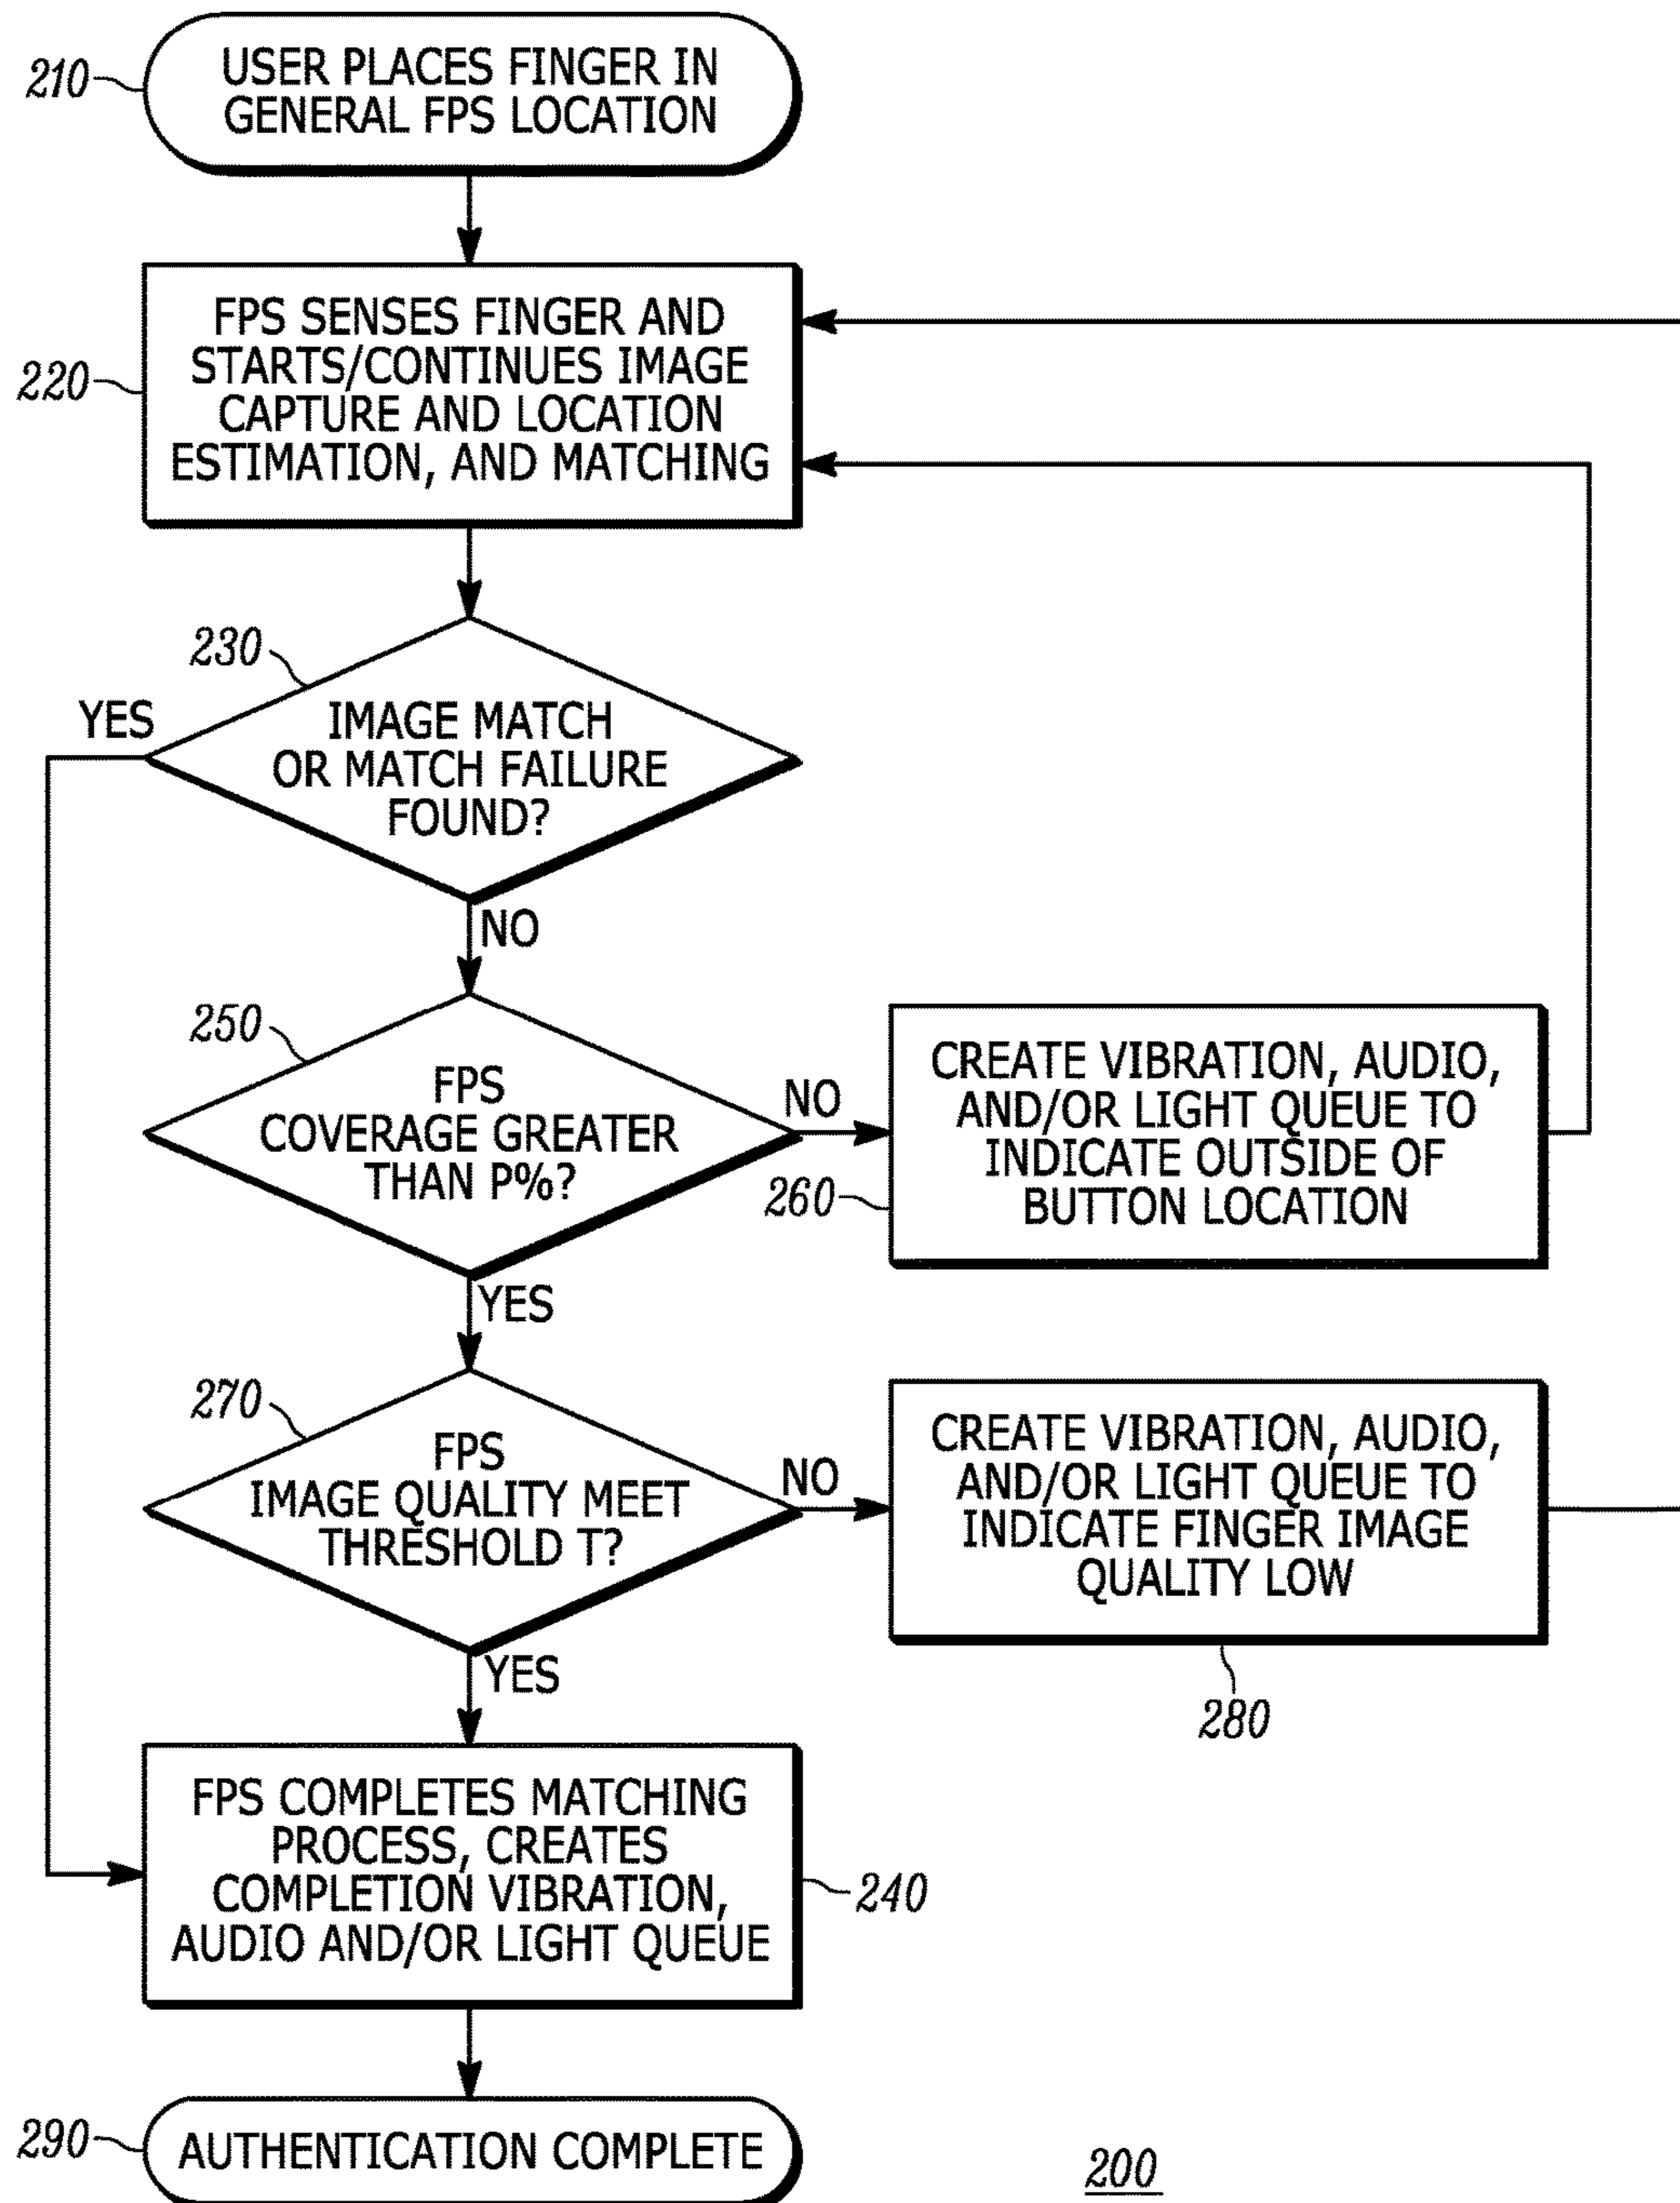 210
USER PLACES FINGER IN
GENERAL FPS LOCATION
220
FPS SENSES FINGER AND
STARTS/CONTINUES IMAGE
CAPTURE AND LOCATION
ESTIMATION, AND MATCHING
230
YES
IMAGE MATCH
OR MATCH FAILURE
FOUND?
NO
250
FPS
COVERAGE GREATER
THAN P%?
NO
260
CREATE VIBRATION, AUDIO,
AND/OR LIGHT QUEUE TO
INDICATE OUTSIDE OF
BUTTON LOCATION
YES
270
FPS
IMAGE QUALITY MEET
THRESHOLD T?
NO
CREATE VIBRATION, AUDIO,
AND/OR LIGHT QUEUE TO
INDICATE FINGER IMAGE
QUALITY LOW
280
YES
FPS COMPLETES MATCHING
PROCESS, CREATES
COMPLETION VIBRATION,
AUDIO AND/OR LIGHT QUEUE
240
290
AUTHENTICATION COMPLETE
200